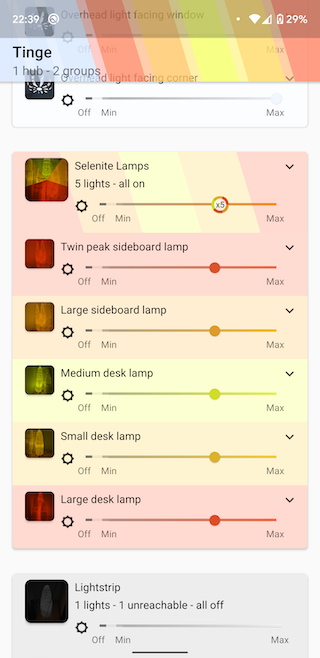 22:39
29%
Overhead light facing window
Tinge
1 hub - 2 groups
Overhead light facing corner
Off Min Max
Selenite Lamps
5 lights - all on
x5
Off Min Max
Twin peak sideboard lamp
Off Min Max
Large sideboard lamp
Off Min Max
Medium desk lamp
Off Min Max
Small desk lamp
Off Min Max
Large desk lamp
Off Min Max
Lightstrip
1 lights - 1 unreachable - all off
Off Min Max